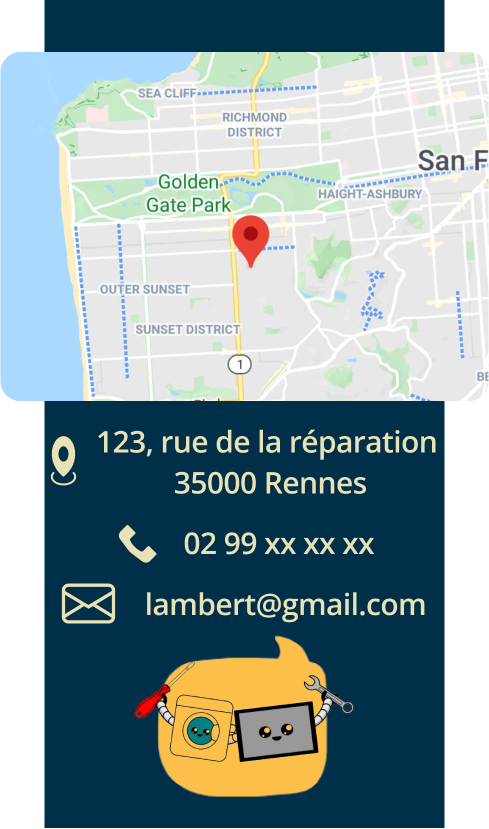 SEA CLIFF
RICHMOND
DISTRICT
San F
Golden
Gate Park
HAIGHT-ASHBURY
OUTER SUNSET
SUNSET DISTRICT
1
BE
123, rue de la réparation
35000 Rennes
02 99 xx xx xx
lambert@gmail.com